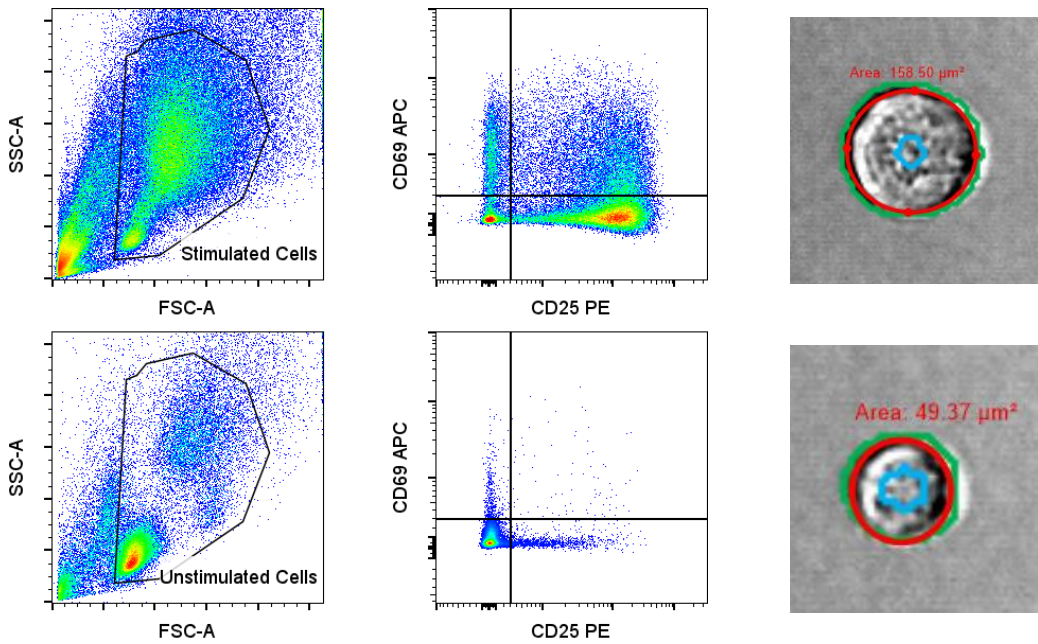 SSC-A
Stimulated Cells
FSC-A
CD69 APC
CD25 PE
Area: 158.50 µm²
SSC-A
Unstimulated Cells
FSC-A
CD69 APC
CD25 PE
Area: 49.37 µm²